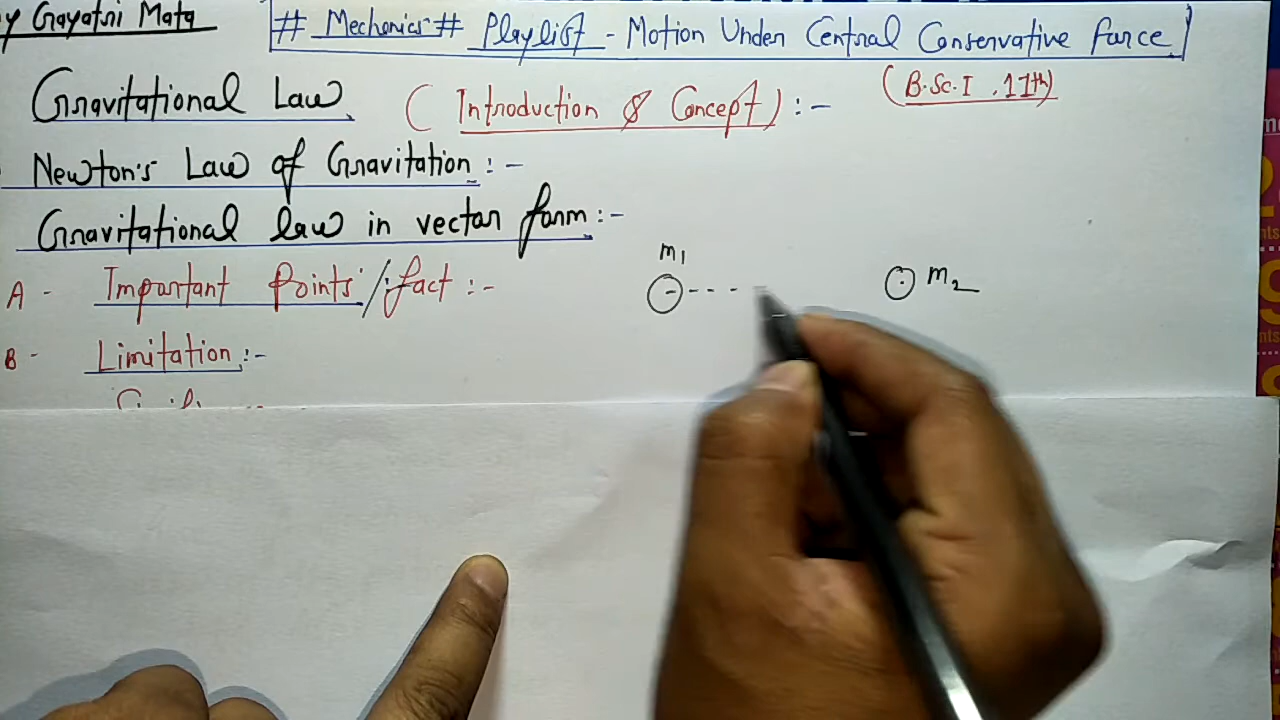 y Gayatri Mata
# Mechanics # Playlist - Motion Under Central Conservative Force
(B.Sc. I, 11th)
Gravitational Law (Introduction & Concept) :-
Newton's Law of Gravitation :-
Gravitational law in vector form :-
A - Important Points / fact :-
m1
m2
B - Limitation :-